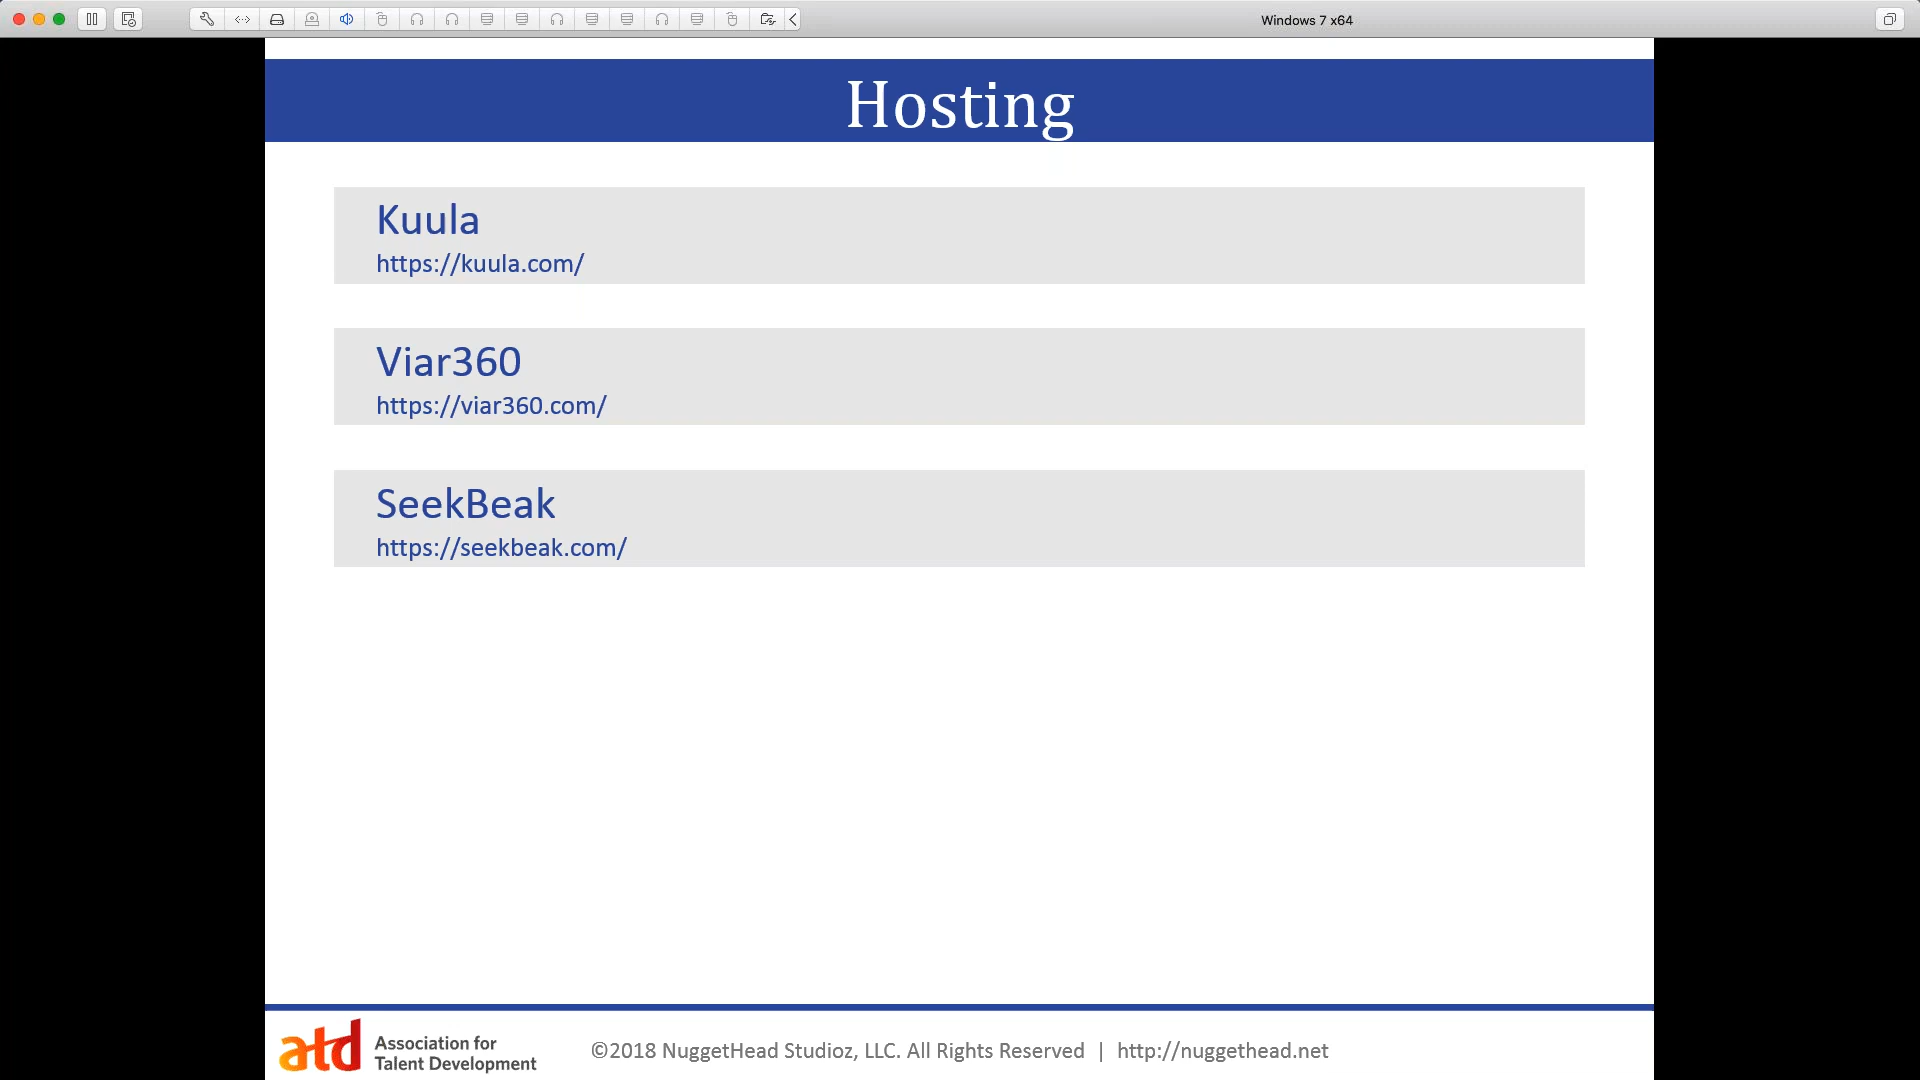 Windows 7 x64
Hosting
Kuula
https://kuula.com/
Viar360
https://viar360.com/
SeekBeak
https://seekbeak.com/
atd Association for
Talent Development
©2018 NuggetHead Studioz, LLC. All Rights Reserved | http://nuggethead.net